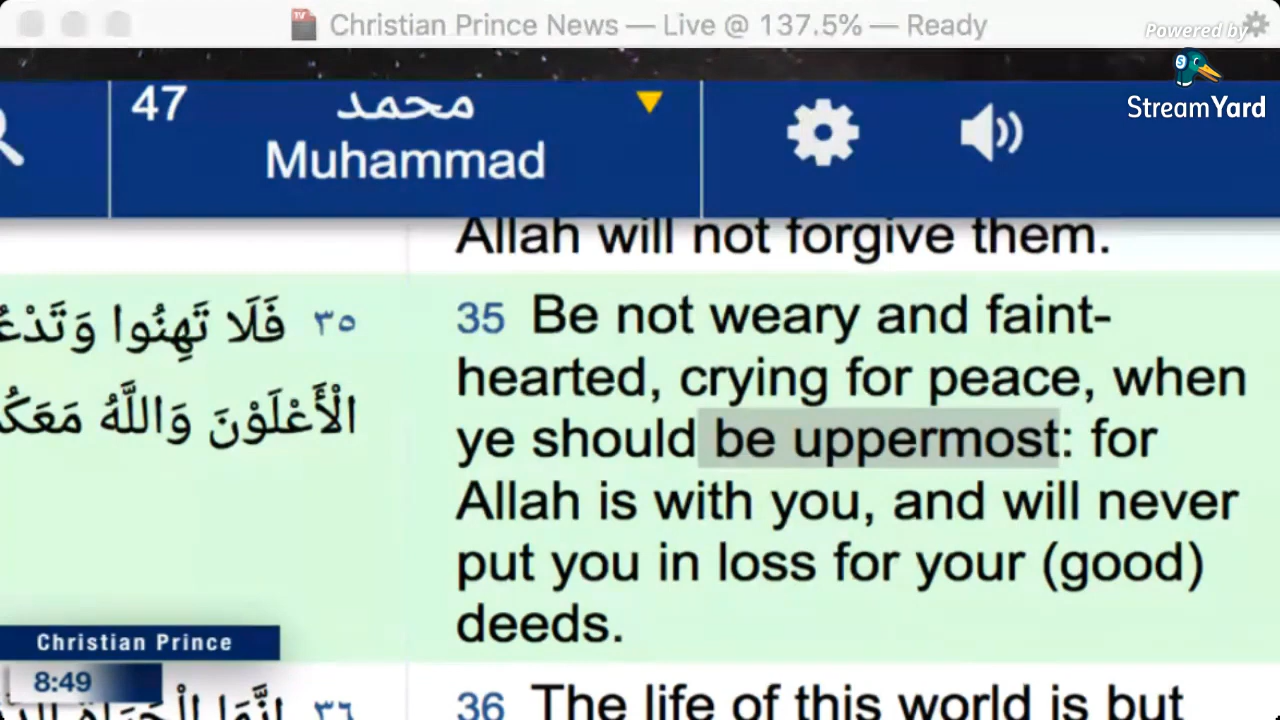 Christian Prince News — Live @ 137.5% — Ready
Powered by
StreamYard
47
محمد
Muhammad
Allah will not forgive them.
٣٥ فَلَا تَهِنُوا
الْأَعْلَوْنَ وَاللَّهُ
35 Be not weary and faint-
hearted, crying for peace, when
ye should be uppermost: for
Allah is with you, and will never
put you in loss for your (good)
deeds.
Christian Prince
8:49
٣٦ إِنَّمَا
36 The life of this world is but